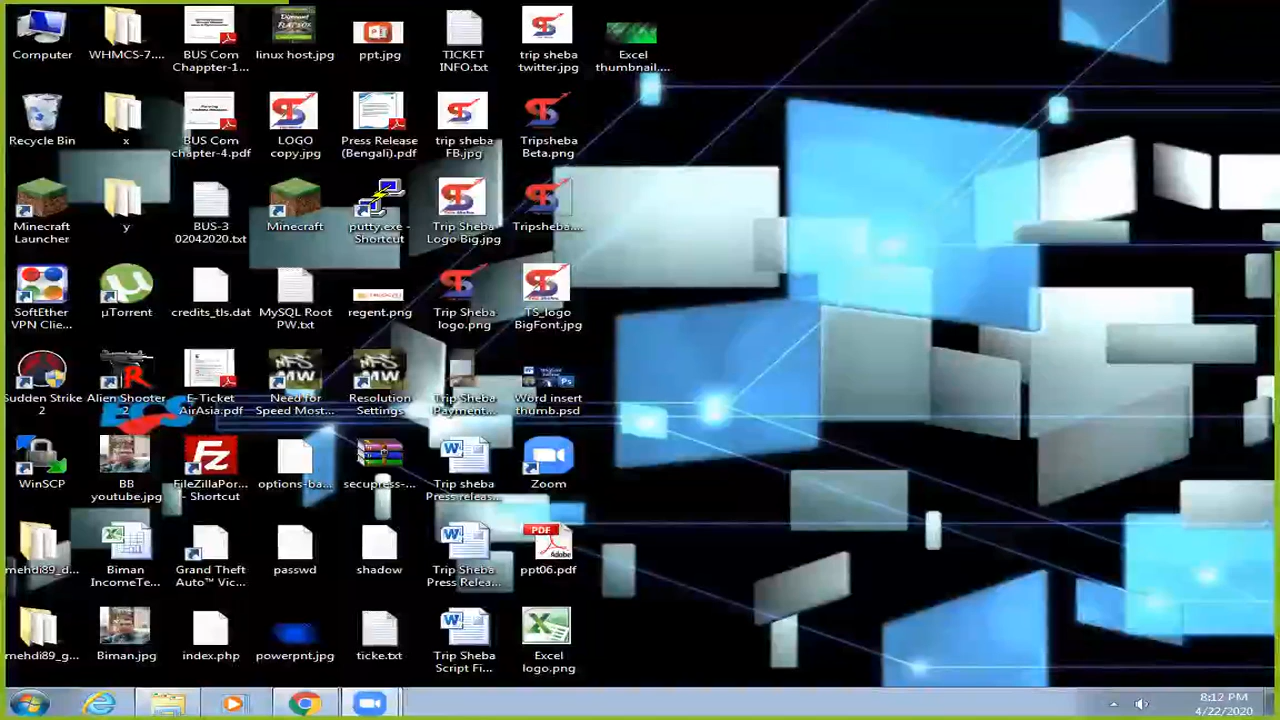 Computer
WHMCS-7....
BUS Com
Chappter-1...
linux host.jpg
ppt.jpg
TICKET
INFO.txt
trip sheba
twitter.jpg
Excel
thumbnail....
Recycle Bin
x
BUS Com
chapter-4.pdf
LOGO
copy.jpg
Press Release
(Bengali).pdf
trip sheba
FB.jpg
Tripsheba
Beta.png
Minecraft
Launcher
y
BUS-3
02042020.txt
Minecraft
putty.exe -
Shortcut
Trip Sheba
Logo Big.jpg
Tripsheba....
SoftEther
VPN Clie...
µTorrent
credits_tls.dat
MySQL Root
PW.txt
regent.png
Trip Sheba
logo.png
TS_logo
BigFont.jpg
Sudden Strike
2
Alien Shooter
2
E-Ticket
AirAsia.pdf
Need for
Speed Most...
Resolution
Settings
Trip Sheba
Payment...
Word insert
thumb.psd
WinSCP
BB
youtube.jpg
FileZillaPor...
- Shortcut
options-ba...
secupress-...
Trip sheba
Press releas...
Zoom
mehdi89_d...
Biman
IncomeTe...
Grand Theft
Auto™ Vic...
passwd
shadow
Trip Sheba
Press Relea...
PDF
Adobe
ppt06.pdf
mehdi89_g...
Biman.jpg
index.php
powerpnt.jpg
ticke.txt
Trip Sheba
Script Fi...
Excel
logo.png
8:12 PM
4/22/2020